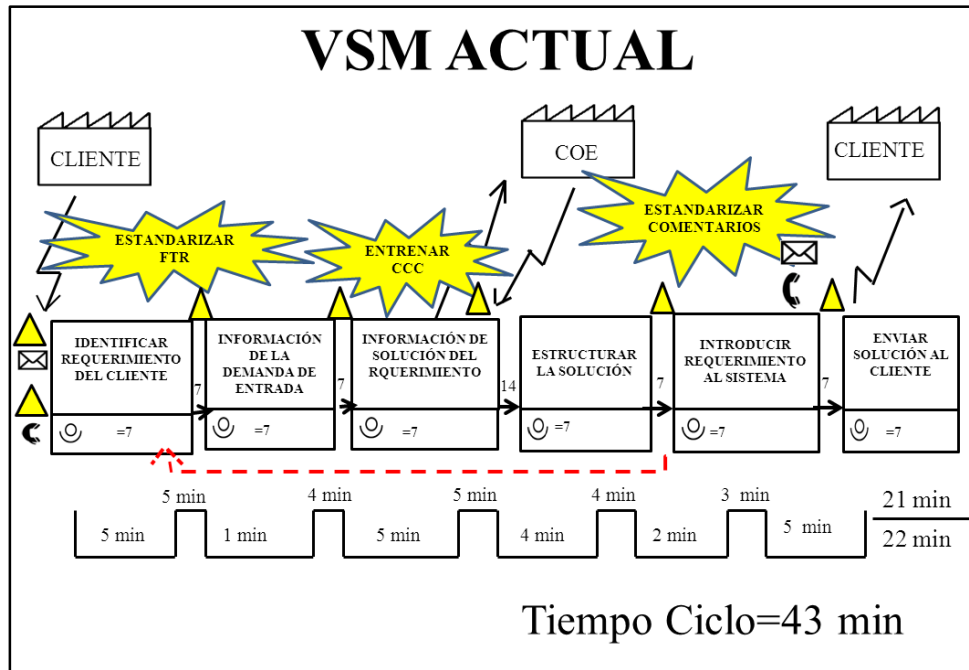 VSM ACTUAL
CLIENTE
COE
CLIENTE
ESTANDARIZAR
FTR
ENTRENAR
CCC
ESTANDARIZAR
COMENTARIOS
IDENTIFICAR
REQUERIMIENTO
DEL CLIENTE
=7
7
INFORMACIÓN
DE LA
DEMANDA DE
ENTRADA
=7
7
INFORMACIÓN DE
SOLUCIÓN DEL
RQUERIMIENTO
=7
14
ESTRUCTURAR
LA SOLUCIÓN
=7
7
INTRODUCIR
REQUERIMIENTO
AL SISTEMA
=7
7
ENVIAR
SOLUCIÓN AL
CLIENTE
=7
5 min 4 min 5 min 4 min 3 min
5 min 1 min 5 min 4 min 2 min 5 min
21 min
22 min
Tiempo Ciclo=43 min